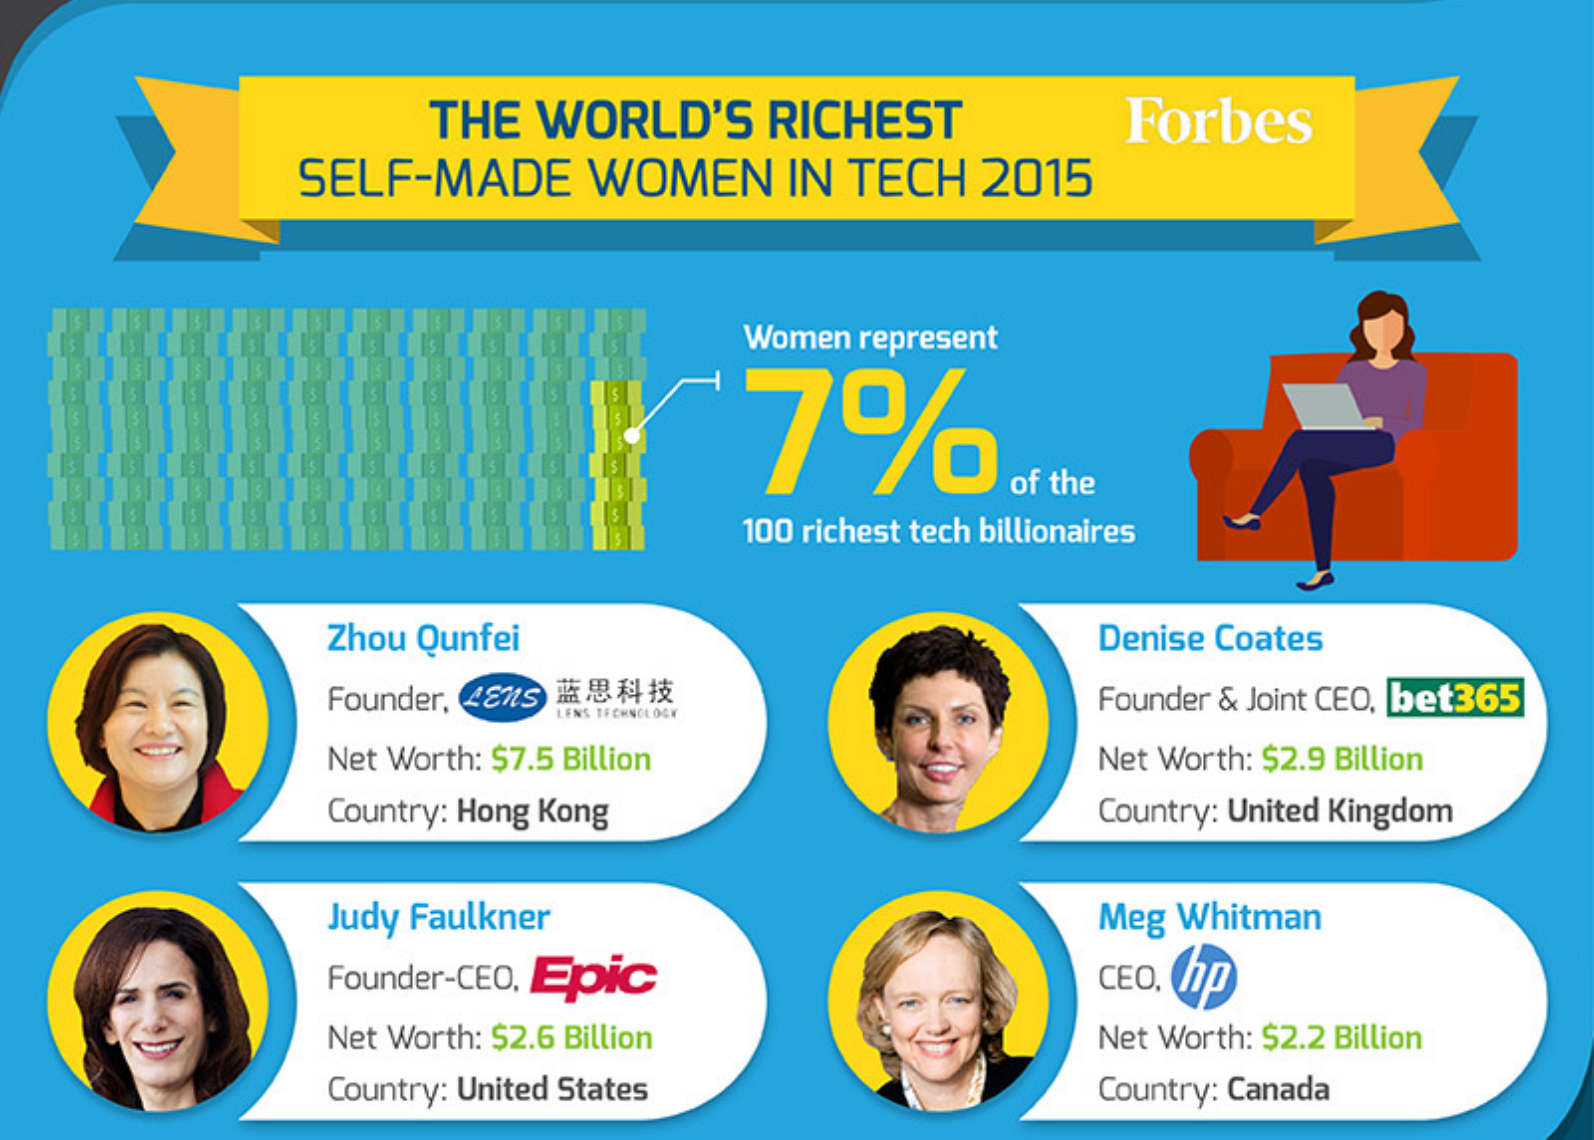 THE WORLD'S RICHEST
SELF-MADE WOMEN IN TECH 2015
Forbes
Women represent
7% of the
100 richest tech billionaires
Zhou Qunfei
Founder, LENS 蓝思科技
LENS TECHNOLOGY
Net Worth: $7.5 Billion
Country: Hong Kong
Denise Coates
Founder & Joint CEO, bet365
Net Worth: $2.9 Billion
Country: United Kingdom
Judy Faulkner
Founder-CEO, Epic
Net Worth: $2.6 Billion
Country: United States
Meg Whitman
CEO, hp
Net Worth: $2.2 Billion
Country: Canada